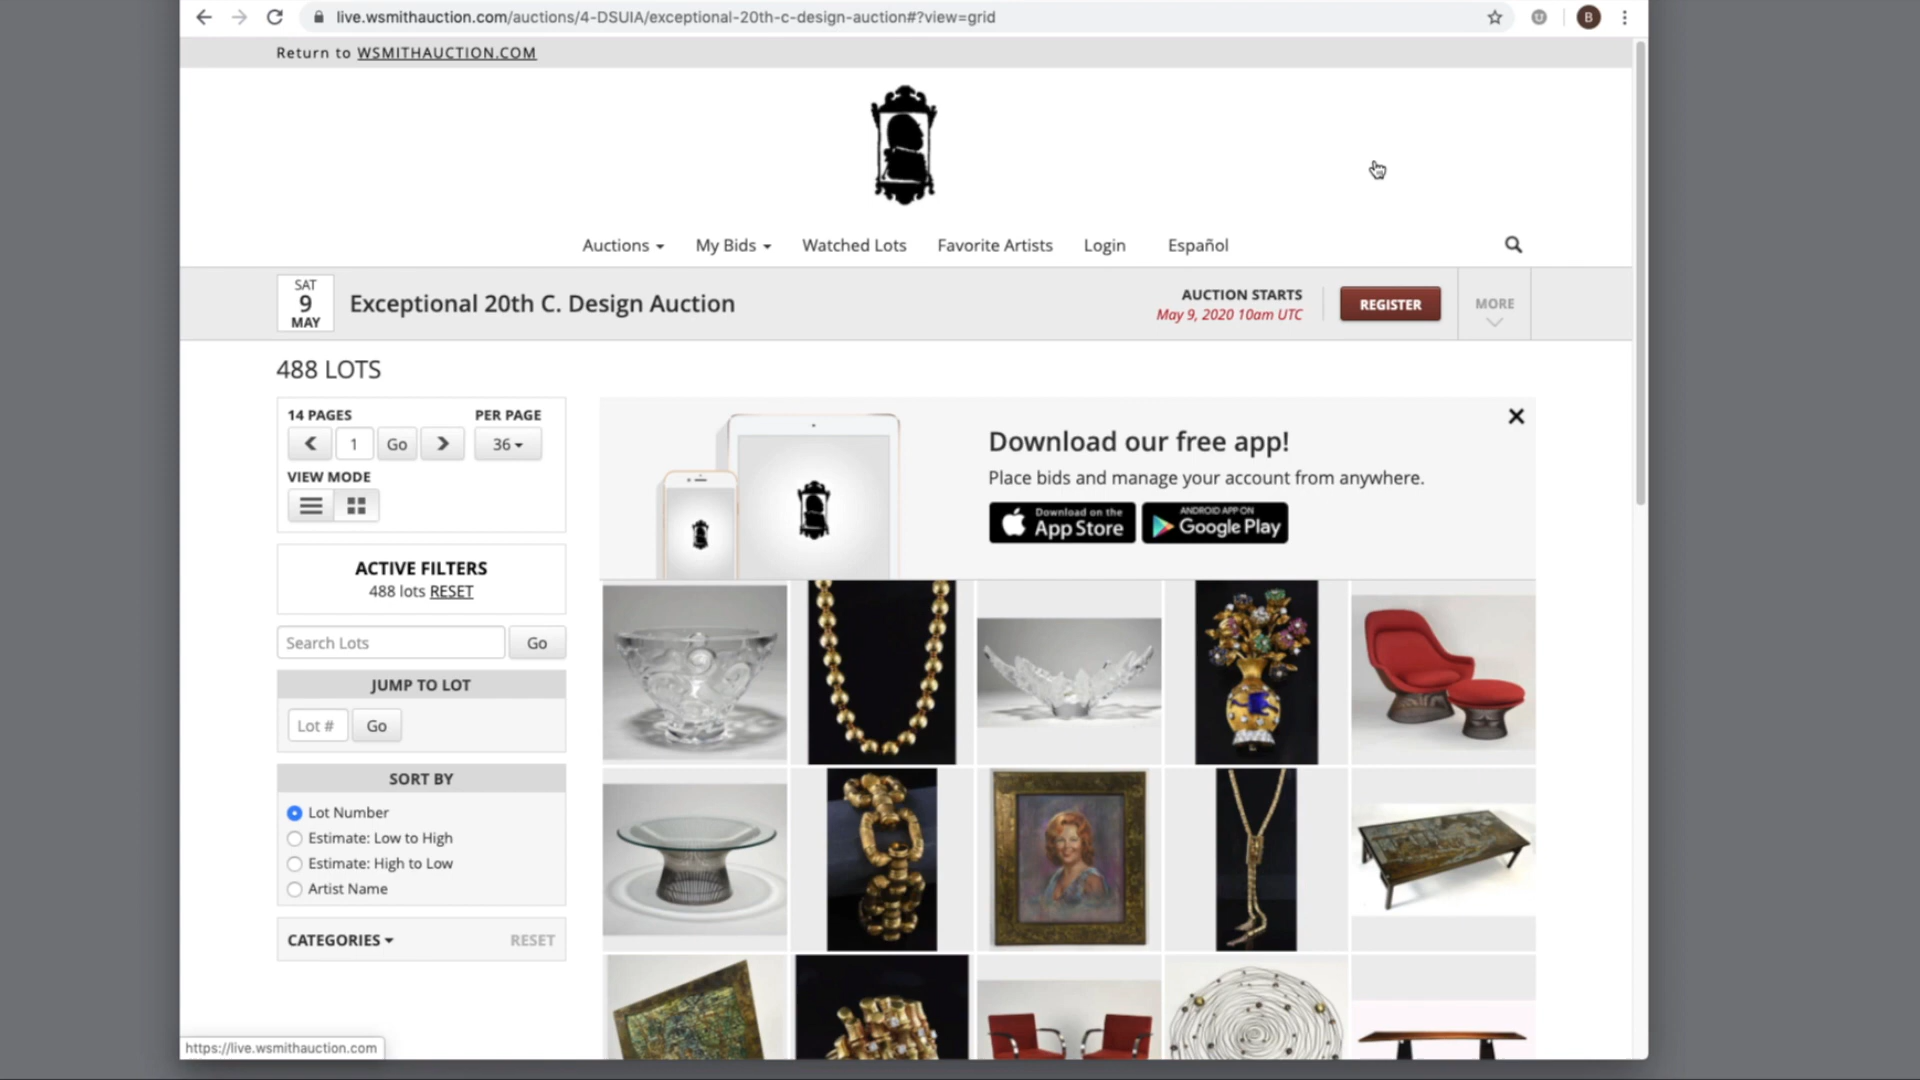 live.wsmithauction.com/auctions/4-DSUIA/exceptional-20th-c-design-auction#?view=grid
B
Return to WSMITHAUCTION.COM
Auctions
My Bids
Watched Lots
Favorite Artists
Login
Español
SAT
9
MAY
Exceptional 20th C. Design Auction
AUCTION STARTS
May 9, 2020 10am UTC
REGISTER
MORE
488 LOTS
14 PAGES
PER PAGE
1
Go
36
VIEW MODE
ACTIVE FILTERS
488 lots RESET
Search Lots
Go
JUMP TO LOT
Lot #
Go
SORT BY
Lot Number
Estimate: Low to High
Estimate: High to Low
Artist Name
CATEGORIES
RESET
Download our free app!
Place bids and manage your account from anywhere.
Download on the
App Store
ANDROID APP ON
Google Play
https://live.wsmithauction.com